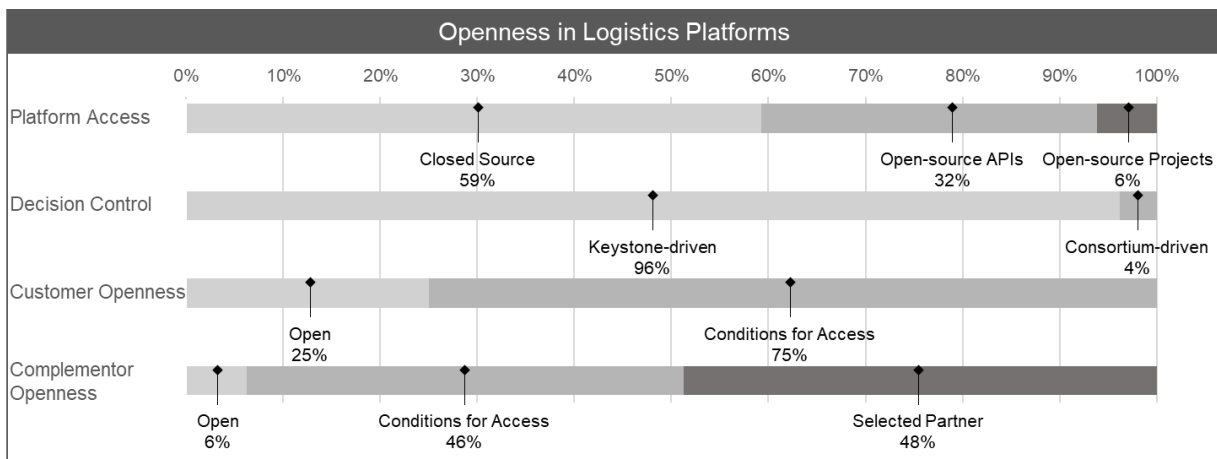 Openness in Logistics Platforms
0% 10% 20% 30% 40% 50% 60% 70% 80% 90% 100%
Platform Access
Closed Source Open-source APIs Open-source Projects
59% 32% 6%
Decision Control
Keystone-driven Consortium-driven
96% 4%
Customer Openness
Open Conditions for Access
25% 75%
Complementor
Openness
Open Conditions for Access Selected Partner
6% 46% 48%